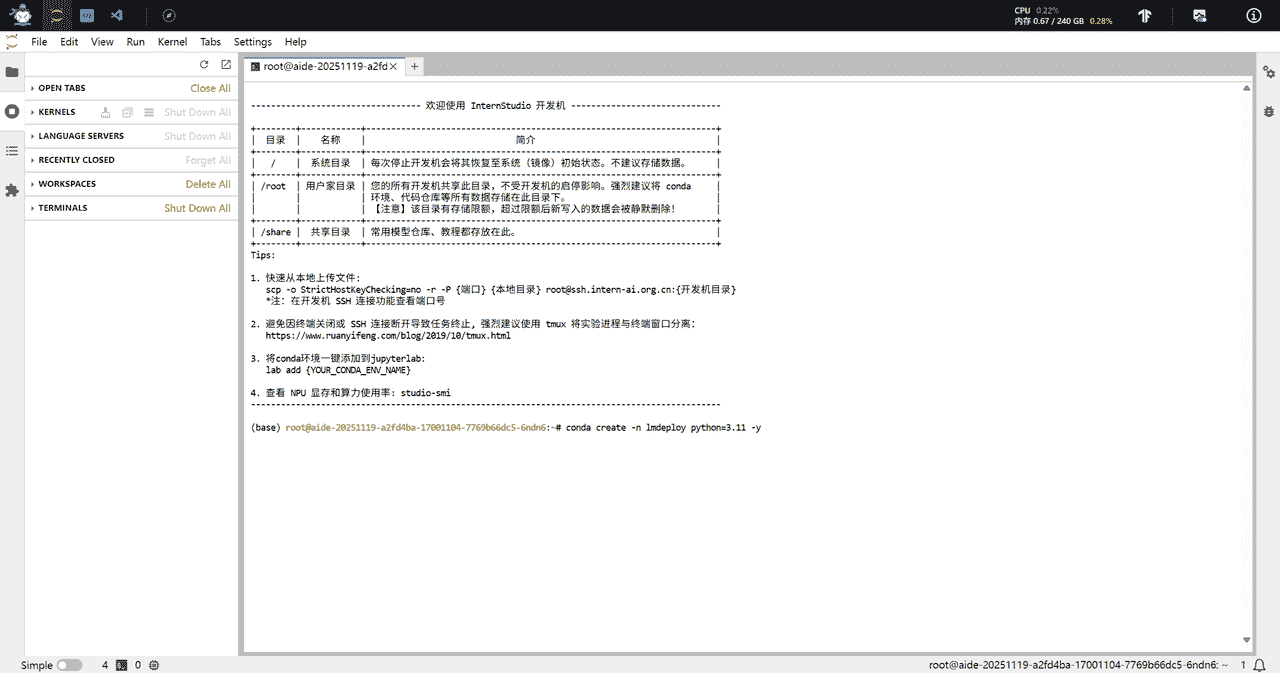 CPU 0.22%
内存 0.67 / 240 GB 0.28%
File Edit View Run Kernel Tabs Settings Help
root@aide-20251119-a2fd
OPEN TABS Close All
KERNELS Shut Down All
LANGUAGE SERVERS Shut Down All
RECENTLY CLOSED Forget All
WORKSPACES Delete All
TERMINALS Shut Down All
---------------------------- 欢迎使用 InternStudio 开发机 ---------------------------
| 目录 | 名称 | 简介 |
| / | 系统目录 | 每次停止开发机会将其恢复至系统（镜像）初始状态。不建议存储数据。 |
| /root | 用户家目录 | 您的所有开发机共享此目录，不受开发机的启停影响。强烈建议将 conda |
| | | 环境、代码仓库等所有数据存储在此目录下。 |
| | | 【注意】该目录有存储限额，超过限额后新写入的数据会被静默删除！ |
| /share | 共享目录 | 常用模型仓库、教程都存放在此。 |
Tips:
1. 快速从本地上传文件:
scp -o StrictHostKeyChecking=no -r -P {端口} {本地目录} root@ssh.intern-ai.org.cn:{开发机目录}
*注: 在开发机 SSH 连接功能查看端口号
2. 避免因终端关闭或 SSH 连接断开导致任务终止, 强烈建议使用 tmux 将实验进程与终端窗口分离:
https://www.ruanyifeng.com/blog/2019/10/tmux.html
3. 将conda环境一键添加到jupyterlab:
lab add {YOUR_CONDA_ENV_NAME}
4. 查看 NPU 显存和算力使用率: studio-smi
(base) root@aide-20251119-a2fd4ba-17001104-7769b66dc5-6ndn6:~# conda create -n lmdeploy python=3.11 -y
Simple 4 0 root@aide-20251119-a2fd4ba-17001104-7769b66dc5-6ndn6: ~ 1